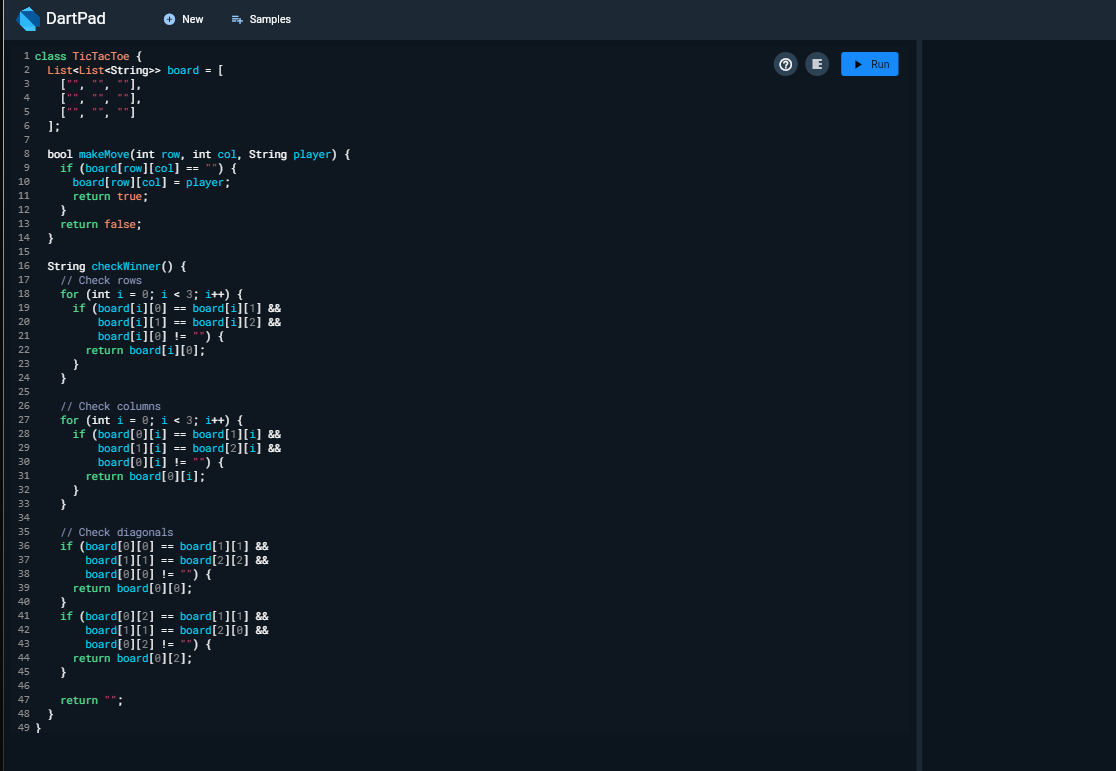 DartPad New Samples
Run
1 class TicTacToe {
2   List<List<String>> board = [
3     ["", "", ""],
4     ["", "", ""],
5     ["", "", ""]
6   ];
7
8   bool makeMove(int row, int col, String player) {
9     if (board[row][col] == "") {
10       board[row][col] = player;
11       return true;
12     }
13     return false;
14   }
15
16   String checkWinner() {
17     // Check rows
18     for (int i = 0; i < 3; i++) {
19       if (board[i][0] == board[i][1] &&
20           board[i][1] == board[i][2] &&
21           board[i][0] != "") {
22         return board[i][0];
23       }
24     }
25
26     // Check columns
27     for (int i = 0; i < 3; i++) {
28       if (board[0][i] == board[1][i] &&
29           board[1][i] == board[2][i] &&
30           board[0][i] != "") {
31         return board[0][i];
32       }
33     }
34
35     // Check diagonals
36     if (board[0][0] == board[1][1] &&
37         board[1][1] == board[2][2] &&
38         board[0][0] != "") {
39       return board[0][0];
40     }
41     if (board[0][2] == board[1][1] &&
42         board[1][1] == board[2][0] &&
43         board[0][2] != "") {
44       return board[0][2];
45     }
46
47     return "";
48   }
49 }